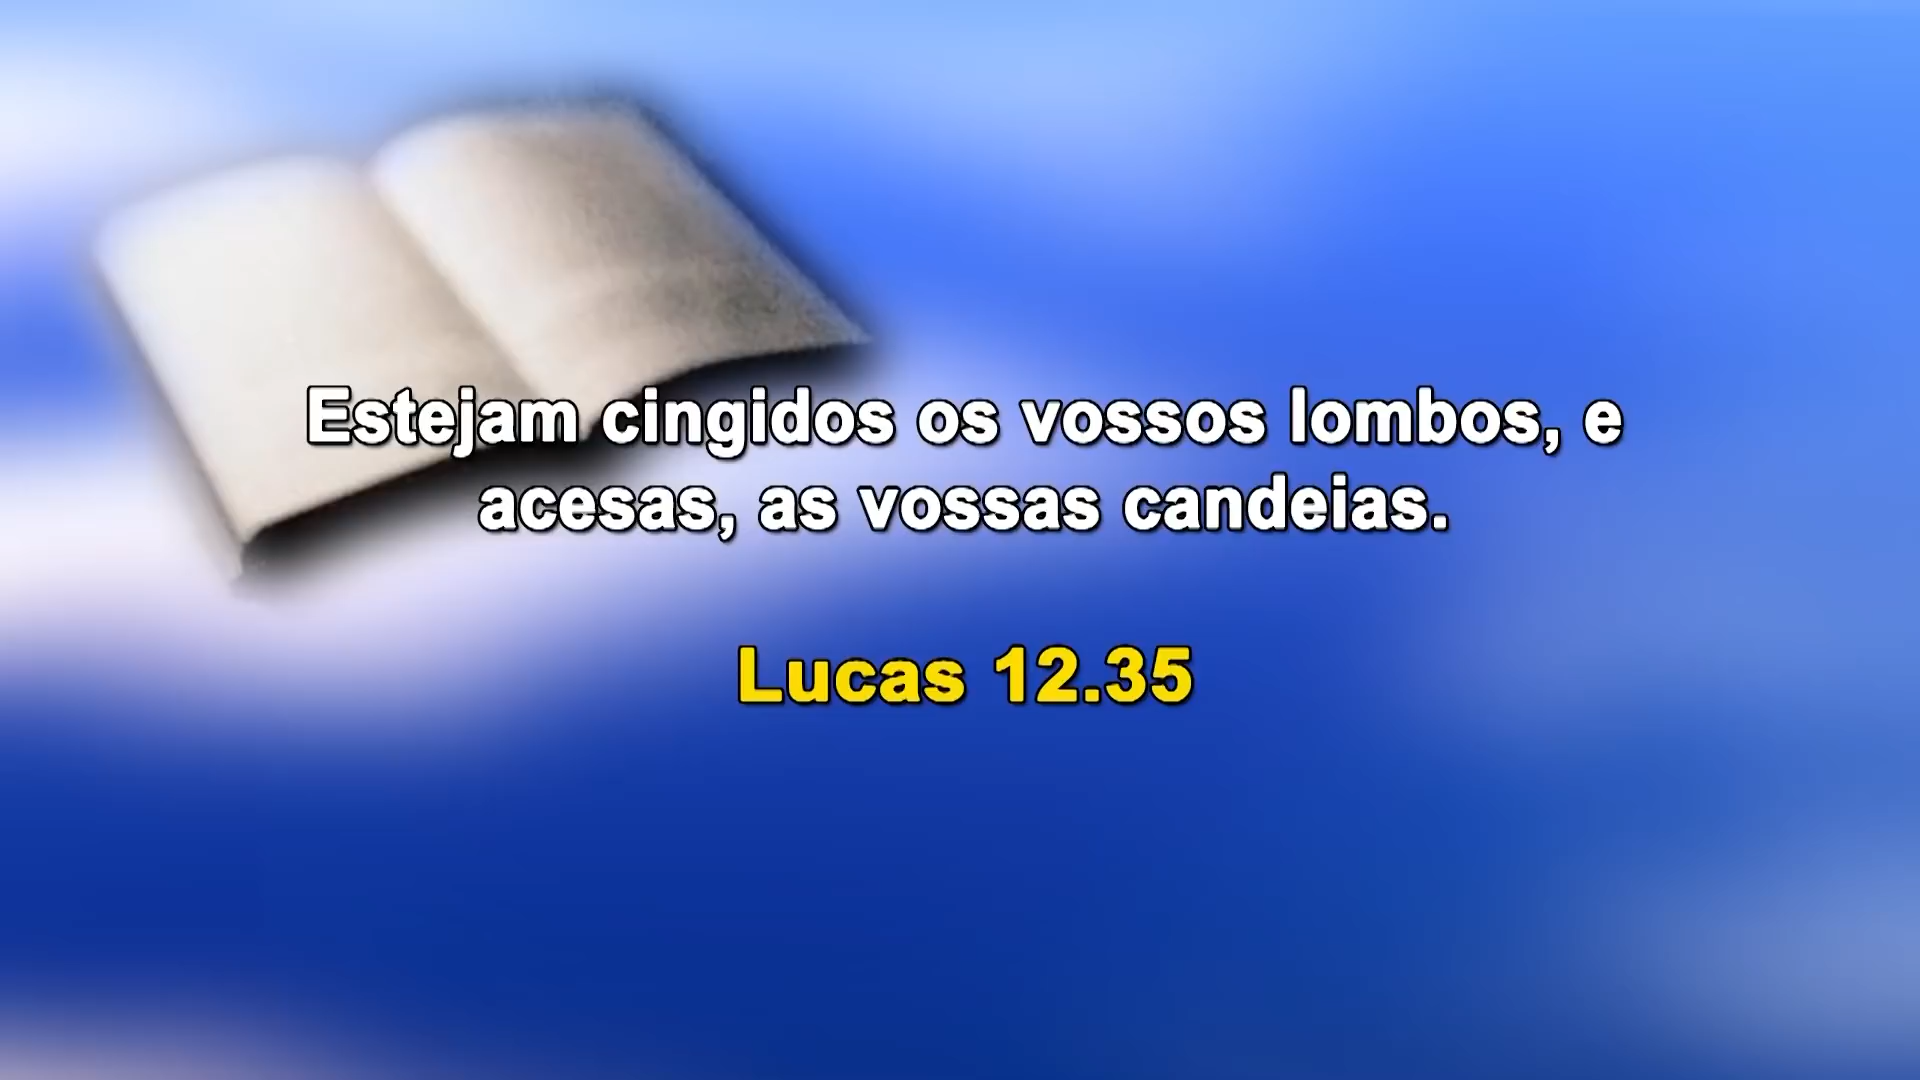 Estejam cingidos os vossos lombos, e
acesas, as vossas candeias.
Lucas 12.35